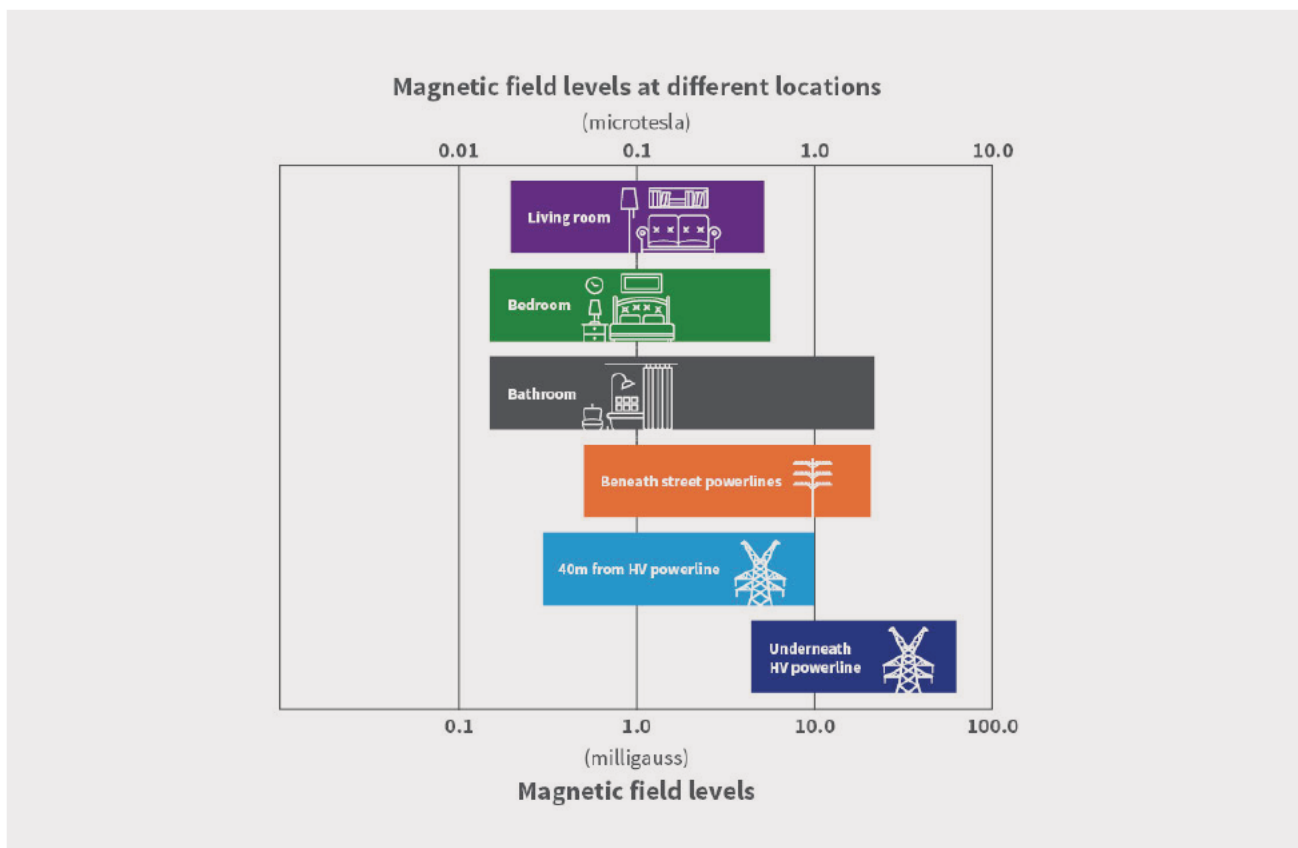 Magnetic field levels at different locations
(microtesla)
0.01 0.1 1.0 10.0
Living room
Bedroom
Bathroom
Beneath street powerlines
40m from HV powerline
Underneath
HV powerline
0.1 1.0 10.0 100.0
(milligauss)
Magnetic field levels